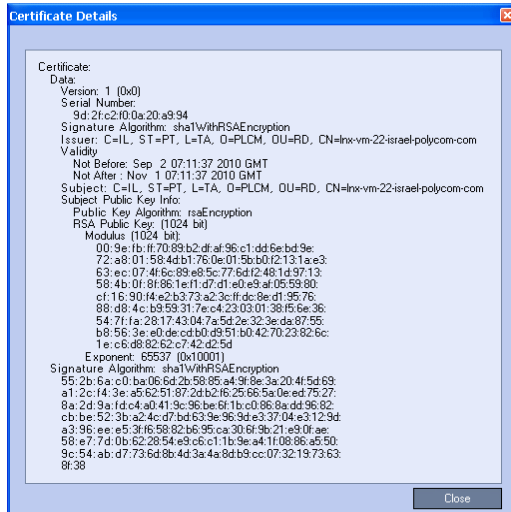 Certificate Details
Certificate:
Data:
Version: 1 (0x0)
Serial Number:
9d:2f:c2:f0:0a:20:a9:94
Signature Algorithm: sha1WithRSAEncryption
Issuer: C=IL, ST=PT, L=TA, O=PLCM, OU=RD, CN=lnx-vm-22-israel-polycom-com
Validity
Not Before: Sep 2 07:11:37 2010 GMT
Not After : Nov 1 07:11:37 2010 GMT
Subject: C=IL, ST=PT, L=TA, O=PLCM, OU=RD, CN=lnx-vm-22-israel-polycom-com
Subject Public Key Info:
Public Key Algorithm: rsaEncryption
RSA Public Key: (1024 bit)
Modulus (1024 bit):
00:9e:fb:ff:70:89:b2:df:af:96:c1:dd:6e:bd:9e:
72:a8:01:58:4d:b1:76:0e:01:5b:b0:f2:13:1a:e3:
63:ec:07:4f:6c:89:e8:5c:77:6d:f2:48:1d:97:13:
58:4b:0f:8f:86:1e:f1:d7:d1:e0:e9:af:05:59:80:
cf:16:90:f4:e2:b3:73:a2:3c:ff:dc:8e:d1:95:76:
88:d8:4c:b9:59:31:7e:c4:23:03:01:38:f5:6e:36:
54:7f:fa:28:17:43:04:7a:5d:2e:32:3e:da:87:55:
b8:56:3e:e0:de:cd:b0:d9:51:b0:42:70:23:82:6c:
1e:c6:d8:82:62:c7:42:d2:5d
Exponent: 65537 (0x10001)
Signature Algorithm: sha1WithRSAEncryption
55:2b:6a:c0:ba:06:6d:2b:58:85:a4:9f:8e:3a:20:4f:5d:69:
a1:2c:f4:3e:a5:62:51:87:2d:b2:f6:25:66:5a:0e:ed:75:27:
8a:2d:9a:fd:c4:a0:41:9c:96:be:6f:1b:c0:86:8a:dd:96:82:
cb:be:52:3b:a2:4c:d7:bd:63:9e:96:9d:e3:37:04:e3:12:9d:
a3:96:ee:e5:3f:f6:58:82:b6:95:ca:30:6f:9b:21:e9:0f:ae:
58:e7:7d:0b:62:28:54:e9:c6:c1:1b:9e:a4:1f:08:86:a5:50:
9c:54:ab:d7:73:6d:8b:4d:3a:4a:8d:b9:cc:07:32:19:73:63:
8f:38
Close